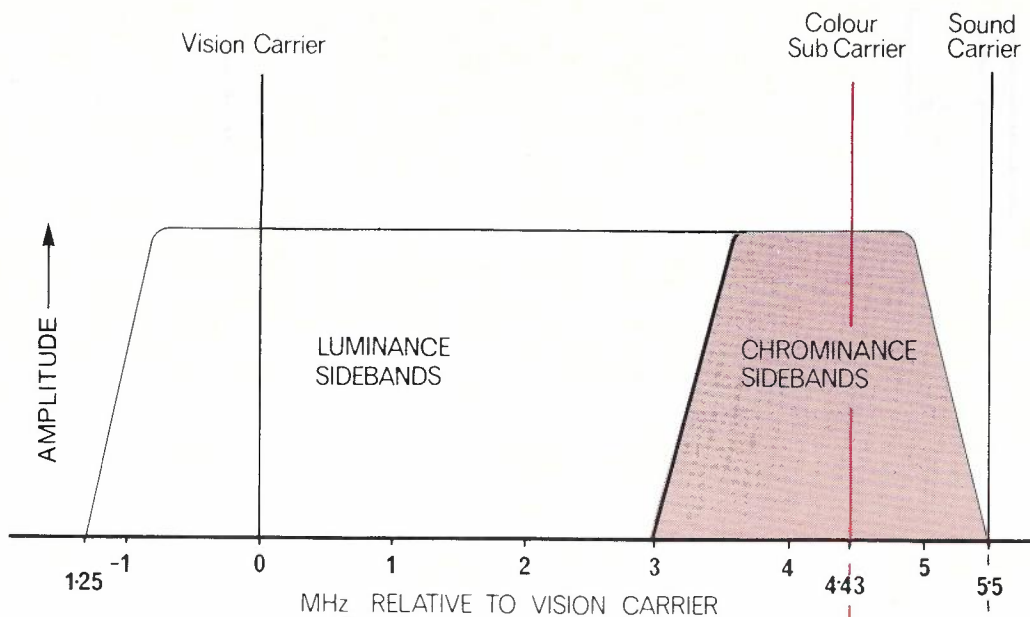 Vision Carrier
Colour
Sub Carrier
Sound
Carrier
AMPLITUDE
LUMINANCE
SIDEBANDS
CHROMINANCE
SIDEBANDS
-1 0 1 2 3 4 5
1·25 4·43 5·5
MHz RELATIVE TO VISION CARRIER